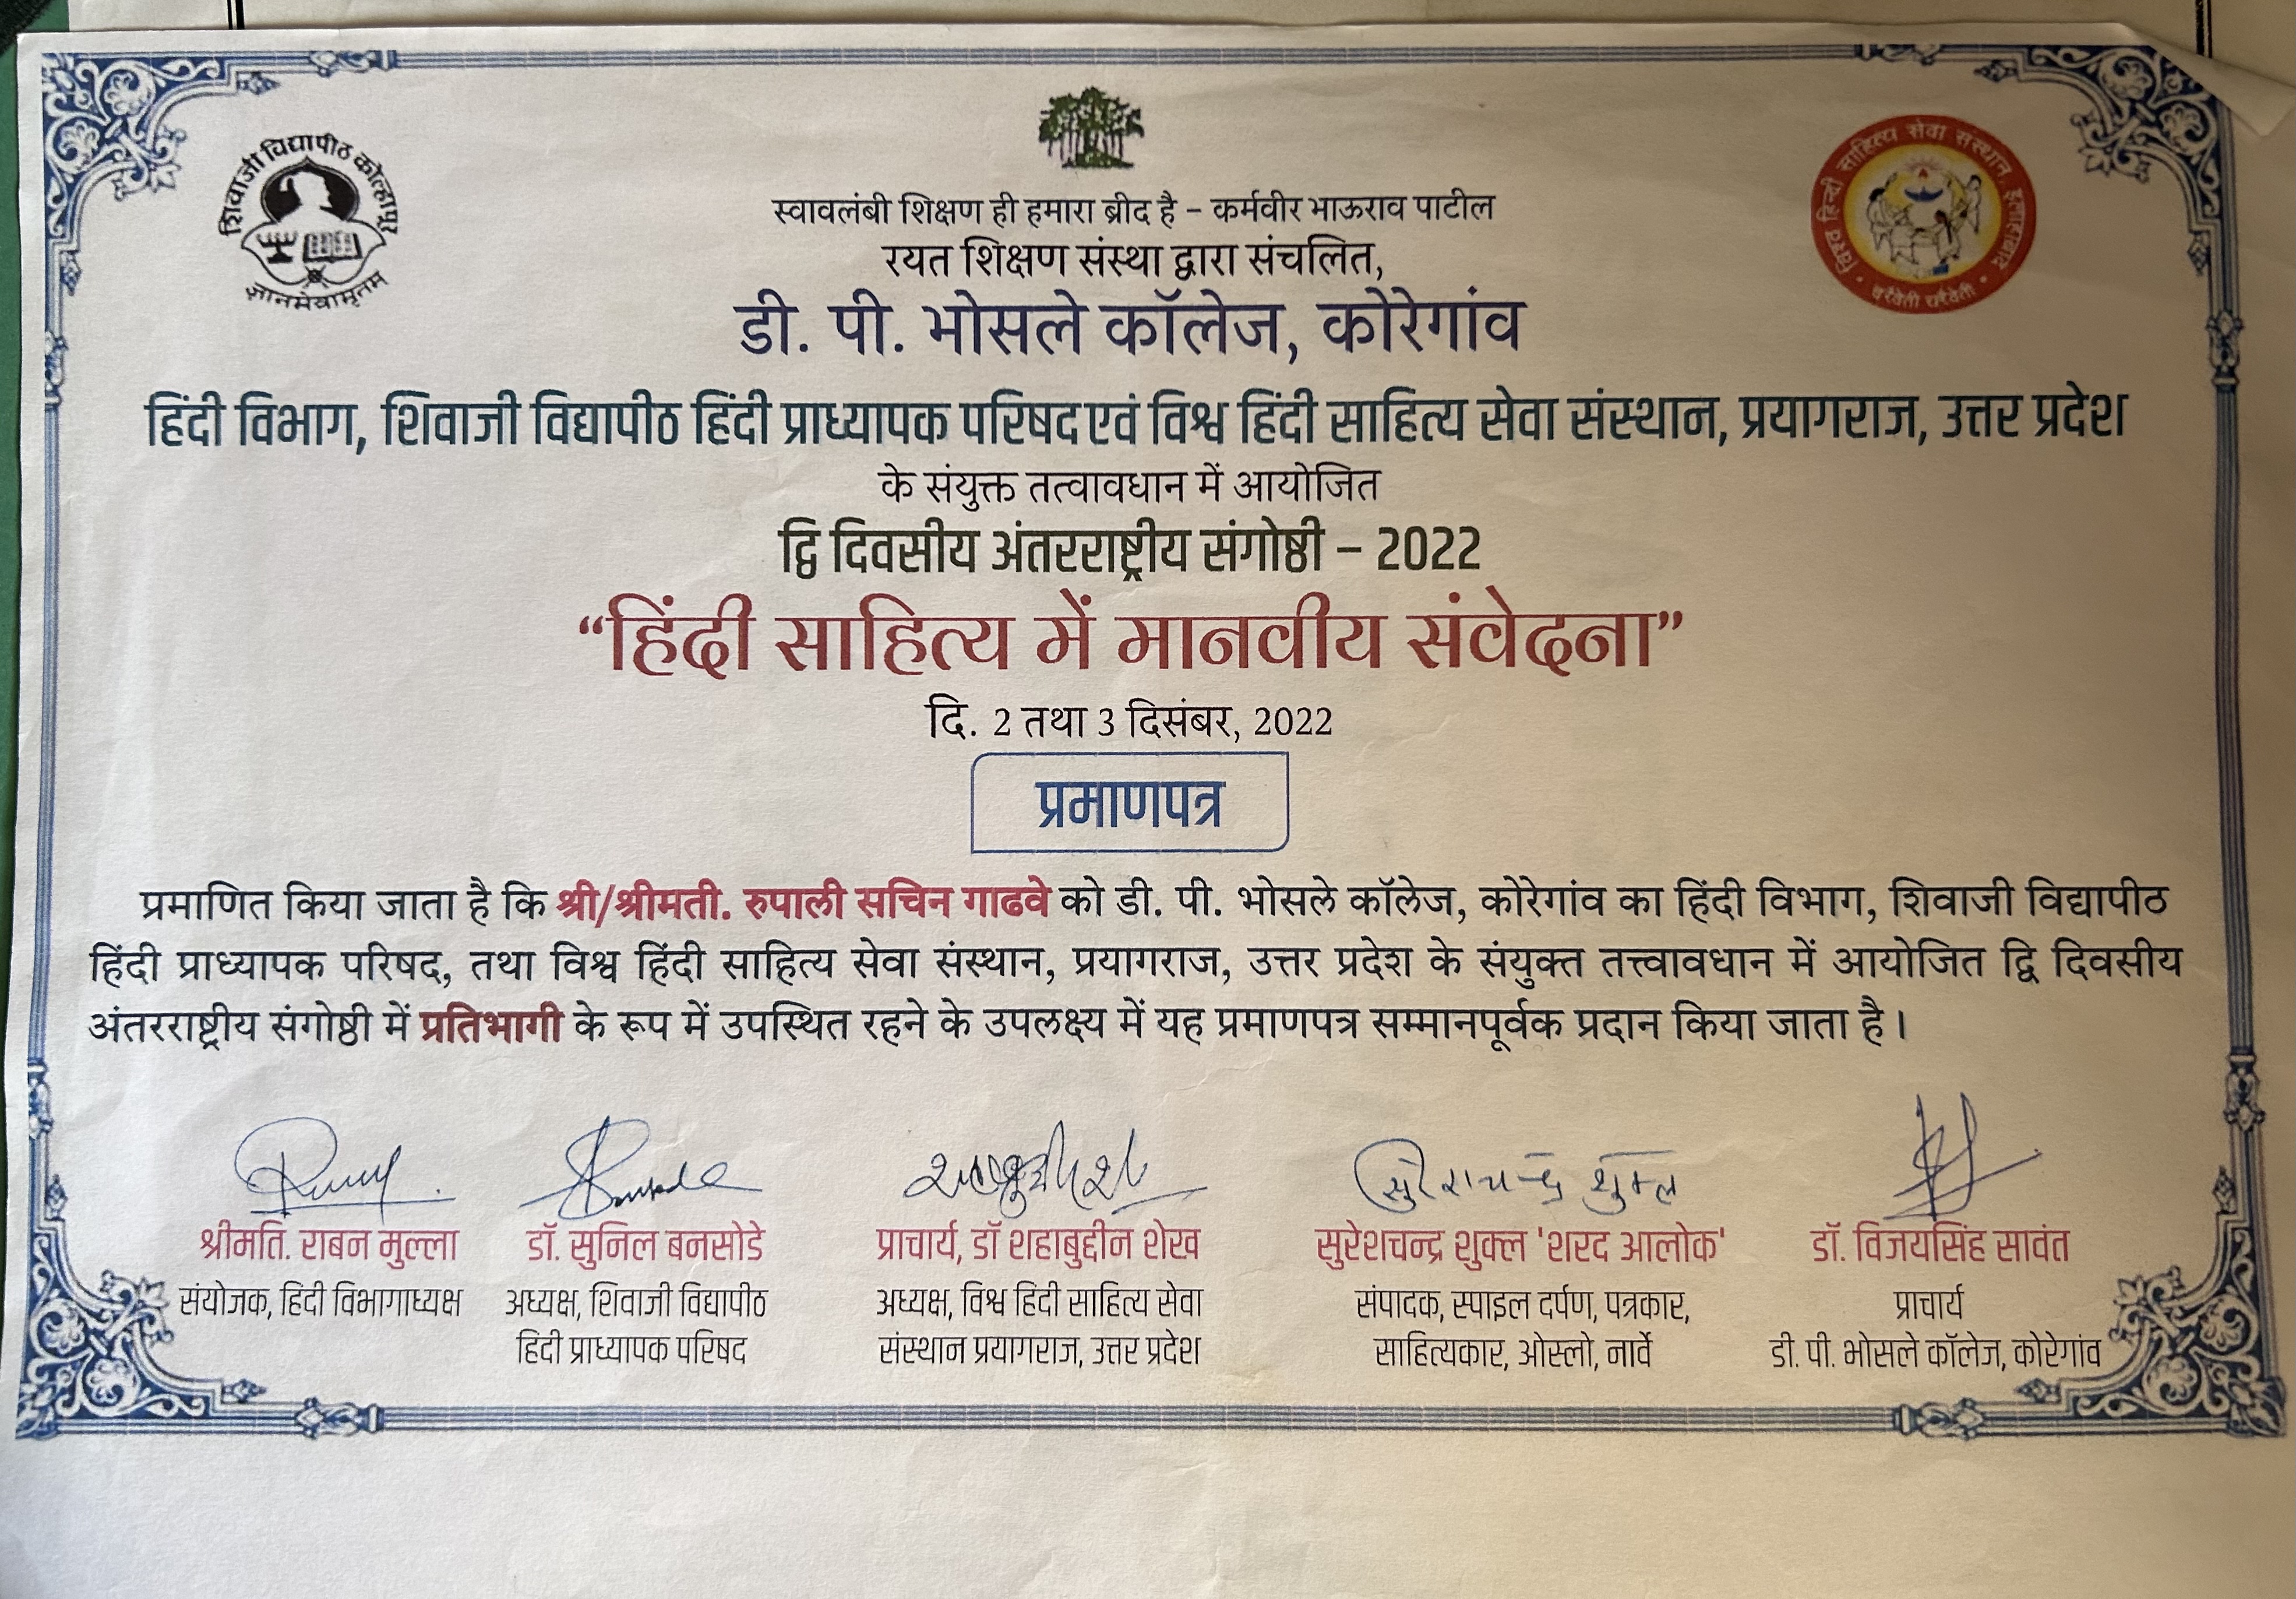 शिवाजी विद्यापीठ कोल्हापूर
ज्ञानमेवामृतम
विश्व हिन्दी साहित्य सेवा संस्थान, इलाहाबाद
स्वावलंबी शिक्षण ही हमारा ब्रीद है – कर्मवीर भाऊराव पाटील
रयत शिक्षण संस्था द्वारा संचलित,
डी. पी. भोसले कॉलेज, कोरेगांव
हिंदी विभाग, शिवाजी विद्यापीठ हिंदी प्राध्यापक परिषद एवं विश्व हिंदी साहित्य सेवा संस्थान, प्रयागराज, उत्तर प्रदेश
के संयुक्त तत्वावधान में आयोजित
द्वि दिवसीय अंतरराष्ट्रीय संगोष्ठी – 2022
“हिंदी साहित्य में मानवीय संवेदना”
दि. 2 तथा 3 दिसंबर, 2022
प्रमाणपत्र
प्रमाणित किया जाता है कि श्री/श्रीमती. रुपाली सचिन गाढवे को डी. पी. भोसले कॉलेज, कोरेगांव का हिंदी विभाग, शिवाजी विद्यापीठ
हिंदी प्राध्यापक परिषद, तथा विश्व हिंदी साहित्य सेवा संस्थान, प्रयागराज, उत्तर प्रदेश के संयुक्त तत्त्वावधान में आयोजित द्वि दिवसीय
अंतरराष्ट्रीय संगोष्ठी में प्रतिभागी के रूप में उपस्थित रहने के उपलक्ष्य में यह प्रमाणपत्र सम्मानपूर्वक प्रदान किया जाता है।
सुरेशचन्द्र शुक्ल
श्रीमति. राबन मुल्ला
संयोजक, हिंदी विभागाध्यक्ष
डॉ. सुनिल बनसोडे
अध्यक्ष, शिवाजी विद्यापीठ
हिंदी प्राध्यापक परिषद
प्राचार्य, डॉ शहाबुद्दीन शेख
अध्यक्ष, विश्व हिंदी साहित्य सेवा
संस्थान प्रयागराज, उत्तर प्रदेश
सुरेशचन्द्र शुक्ल 'शरद आलोक'
संपादक, स्पाइल दर्पण, पत्रकार,
साहित्यकार, ओस्लो, नार्वे
डॉ. विजयसिंह सावंत
प्राचार्य
डी. पी. भोसले कॉलेज, कोरेगांव